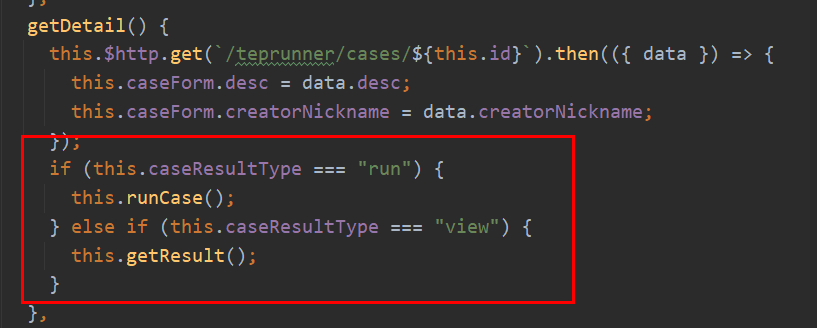 },
getDetail() {
  this.$http.get(`/teprunner/cases/${this.id}`).then(({ data }) => {
    this.caseForm.desc = data.desc;
    this.caseForm.creatorNickname = data.creatorNickname;
  });
  if (this.caseResultType === "run") {
    this.runCase();
  } else if (this.caseResultType === "view") {
    this.getResult();
  }
},